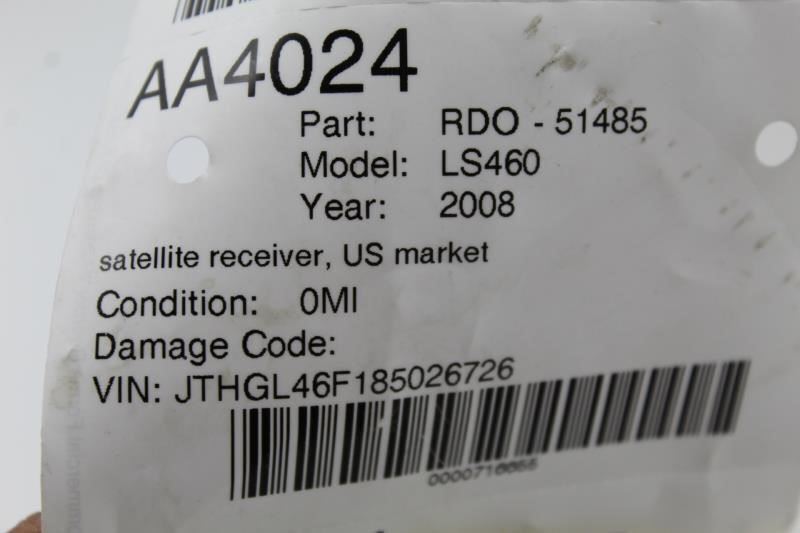 AA4024
Part: RDO - 51485
Model: LS460
Year: 2008
satellite receiver, US market
Condition: 0MI
Damage Code:
VIN: JTHGL46F185026726